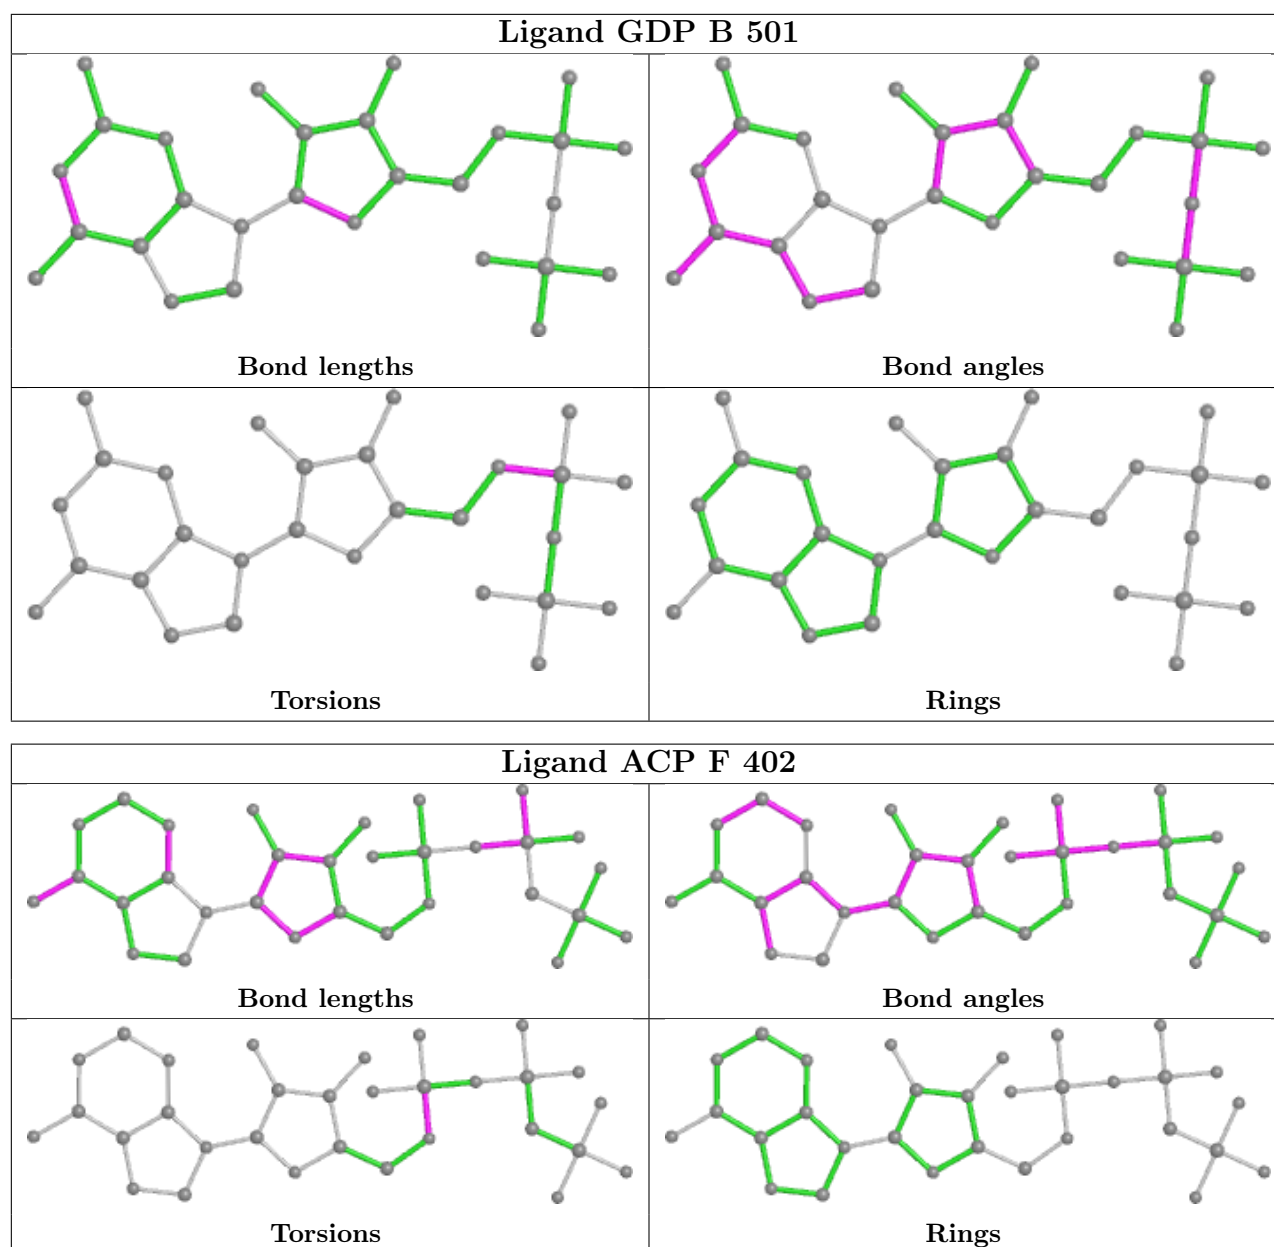 Ligand GDP B 501
Bond lengths
Bond angles
Torsions
Rings
Ligand ACP F 402
Bond lengths
Bond angles
Torsions
Rings